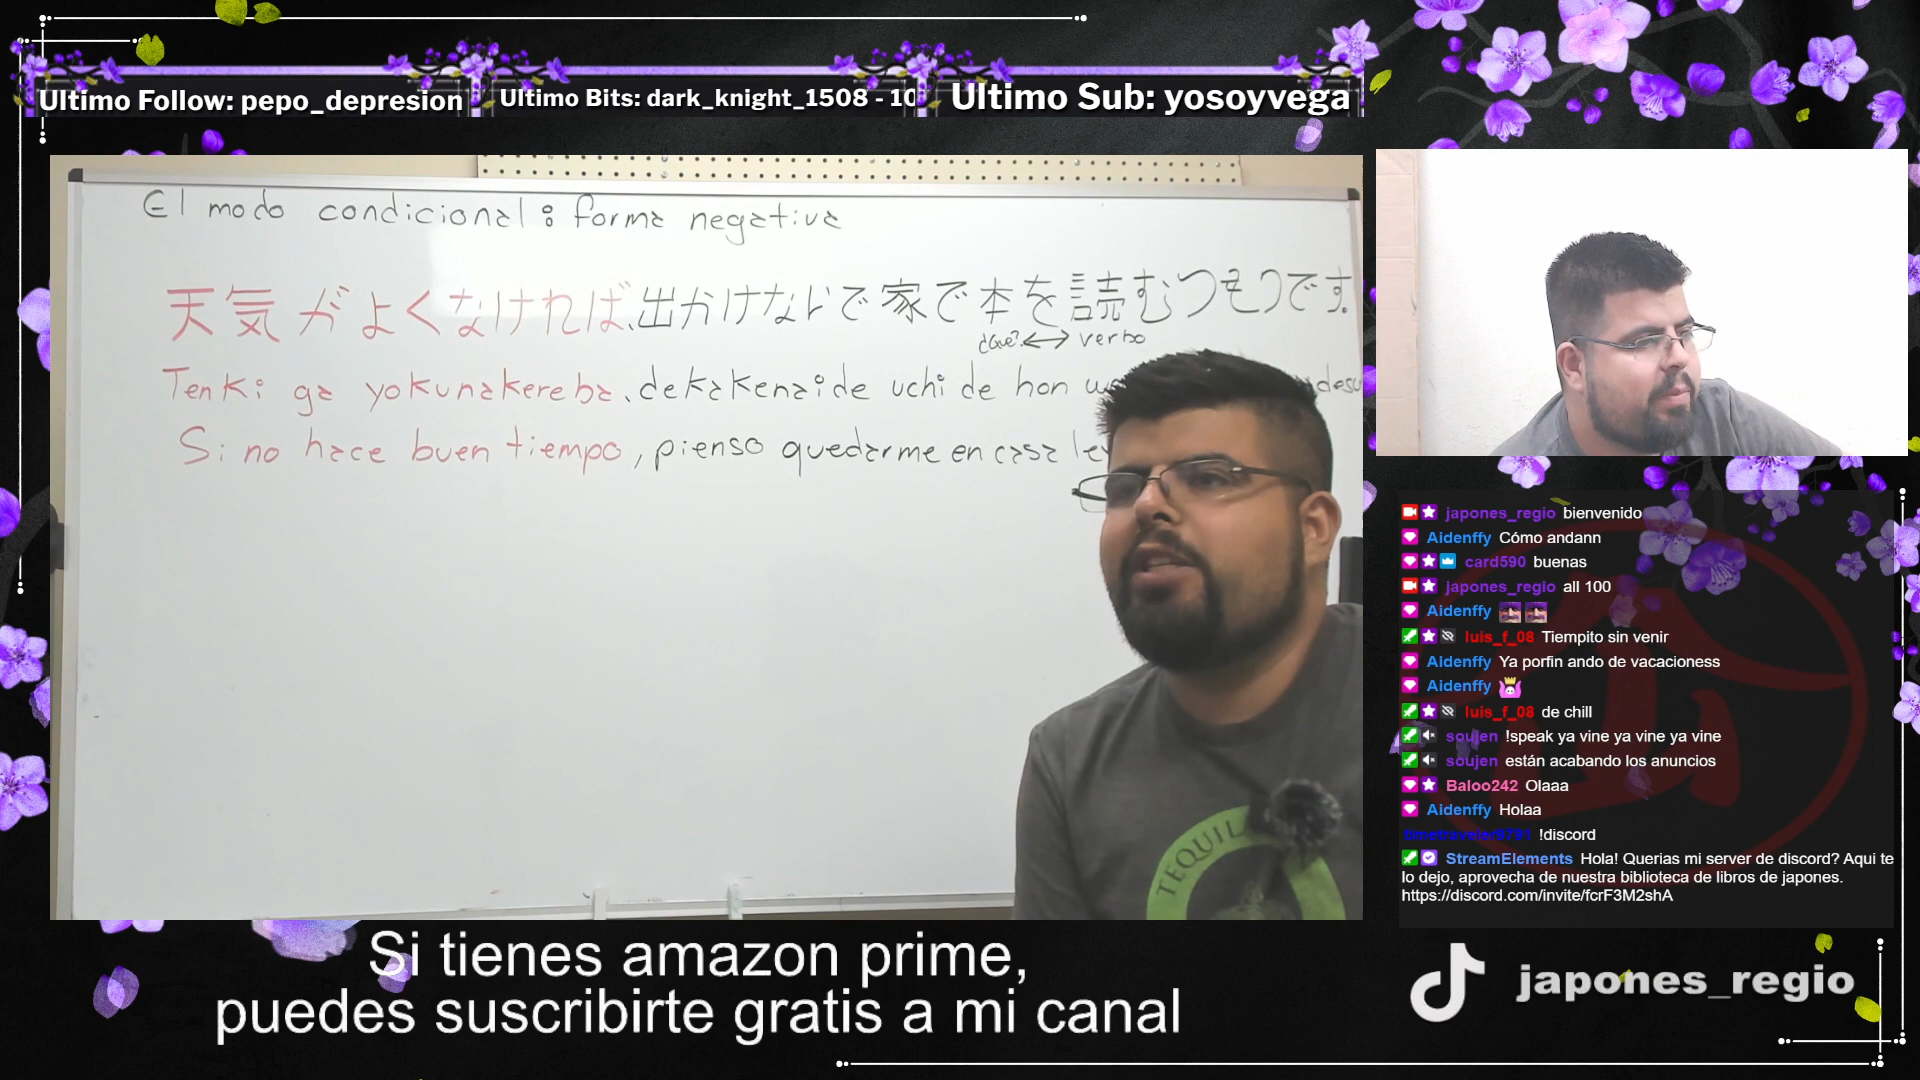 Ultimo Follow: pepo_depresion
Ultimo Bits: dark_knight_1508 - 10
Ultimo Sub: yosoyvega
El modo condicional: forma negativa
天気がよくなければ、出かけないで家で本を読むつもりです.
¿Que? ↔ verbo
Tenki ga yokunakereba, dekakenaide uchi de hon
Si no hace buen tiempo, pienso quedarme en casa
TEQUIL
japones_regio bienvenido
Aidenffy Cómo andann
card590 buenas
japones_regio all 100
Aidenffy
luis_f_08 Tiempito sin venir
Aidenffy Ya porfin ando de vacacioness
Aidenffy
luis_f_08 de chill
soujen !speak ya vine ya vine ya vine
soujen están acabando los anuncios
Baloo242 Olaaa
Aidenffy Holaa
timetraveler9791 !discord
StreamElements Hola! Querias mi server de discord? Aqui te
lo dejo, aprovecha de nuestra biblioteca de libros de japones.
https://discord.com/invite/fcrF3M2shA
Si tienes amazon prime,
puedes suscribirte gratis a mi canal
japones_regio